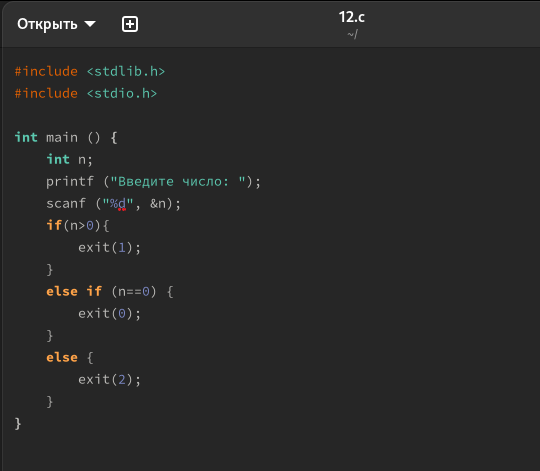 Открыть
12.c
~/
#include <stdlib.h>
#include <stdio.h>
int main () {
    int n;
    printf ("Введите число: ");
    scanf ("%d", &n);
    if(n>0){
        exit(1);
    }
    else if (n==0) {
        exit(0);
    }
    else {
        exit(2);
    }
}